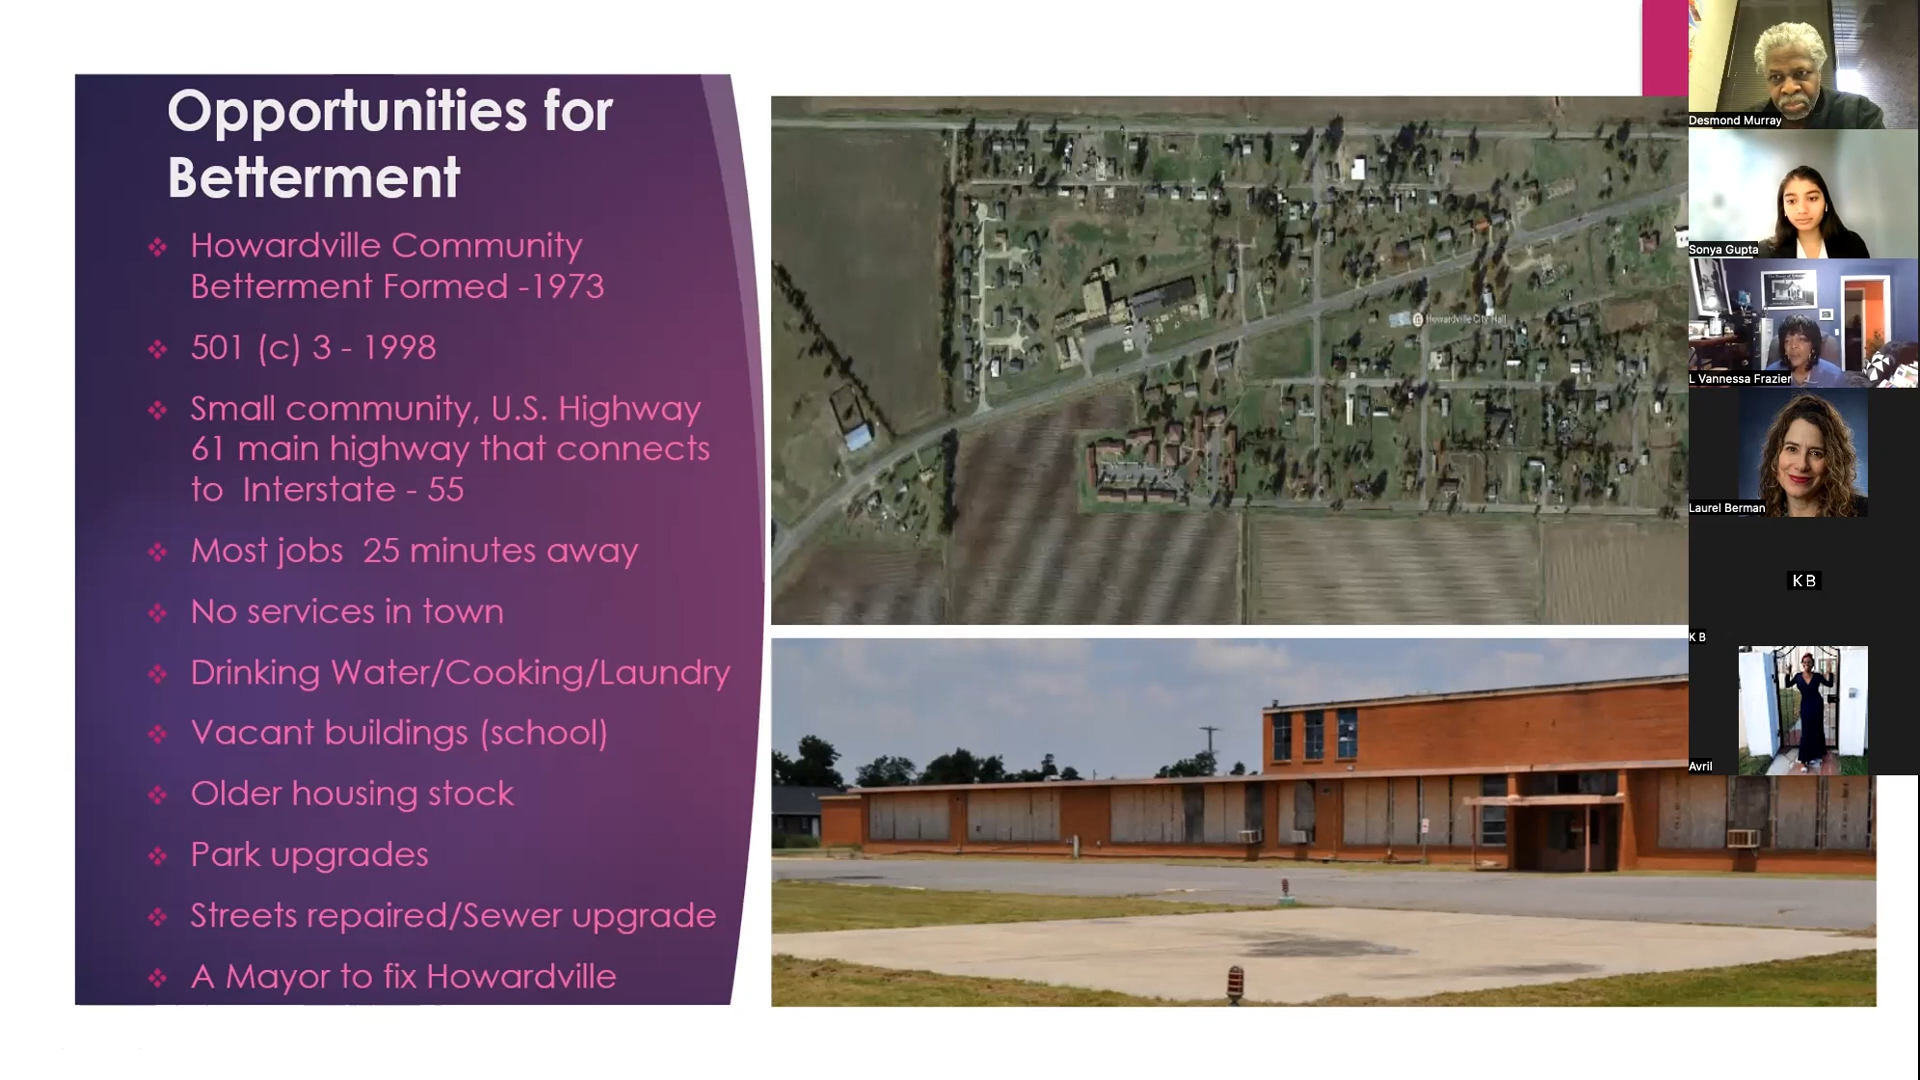 Opportunities for
Betterment
Howardville Community
Betterment Formed -1973
501 (c) 3 - 1998
Small community, U.S. Highway
61 main highway that connects
to  Interstate - 55
Most jobs  25 minutes away
No services in town
Drinking Water/Cooking/Laundry
Vacant buildings (school)
Older housing stock
Park upgrades
Streets repaired/Sewer upgrade
A Mayor to fix Howardville
Howardville City Hall
Desmond Murray
Sonya Gupta
L Vannessa Frazier
Laurel Berman
K B
K B
Avril